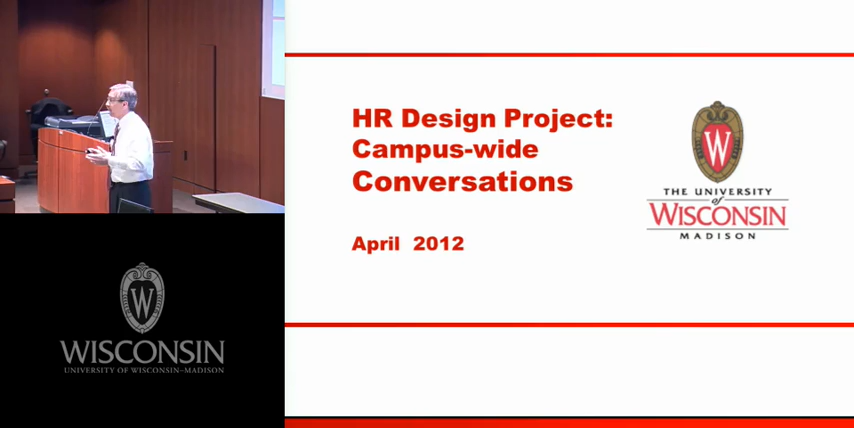 HR Design Project:
Campus-wide
Conversations
April 2012
W
THE UNIVERSITY
of
WISCONSIN
MADISON
W
WISCONSIN
UNIVERSITY OF WISCONSIN–MADISON